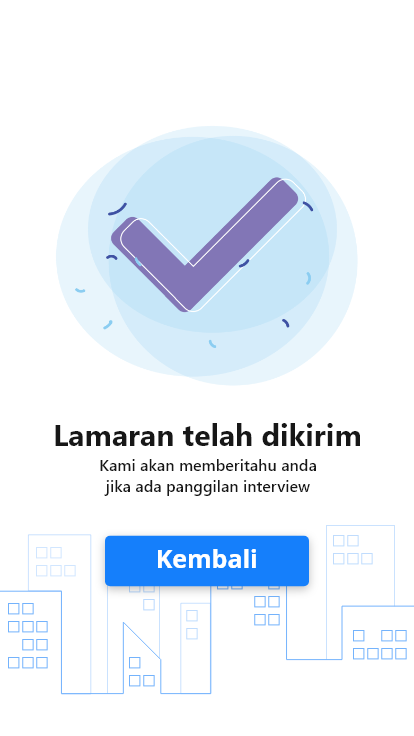 Lamaran telah dikirim
Kami akan memberitahu anda
jika ada panggilan interview
Kembali